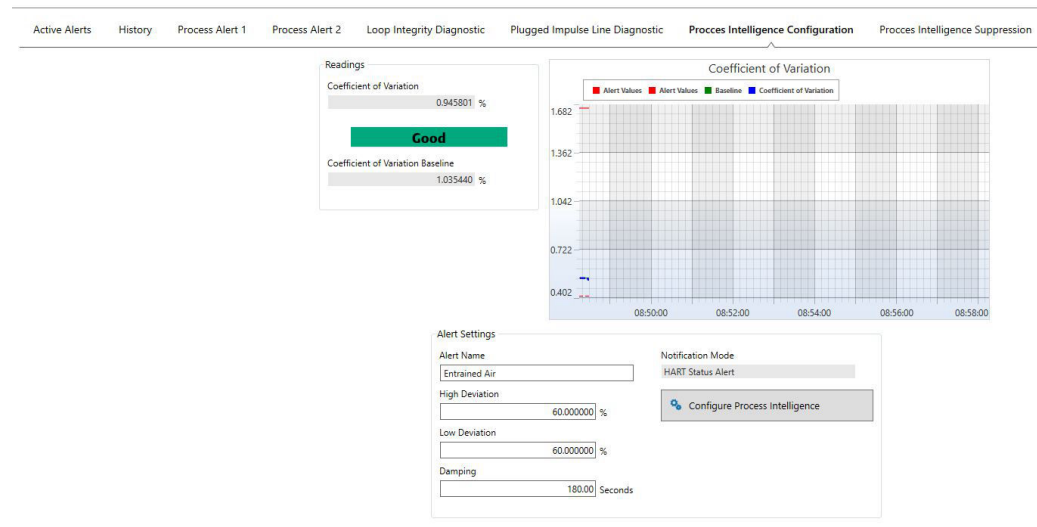 Active Alerts History Process Alert 1 Process Alert 2 Loop Integrity Diagnostic Plugged Impulse Line Diagnostic Procces Intelligence Configuration Procces Intelligence Suppression
Readings
Coefficient of Variation
0.945801 %
Good
Coefficient of Variation Baseline
1.035440 %
Coefficient of Variation
Alert Values Alert Values Baseline Coefficient of Variation
1.682
1.362
1.042
0.722
0.402
08:50:00 08:52:00 08:54:00 08:56:00 08:58:00
Alert Settings
Alert Name
Entrained Air
High Deviation
60.000000 %
Low Deviation
60.000000 %
Damping
180.00 Seconds
Notification Mode
HART Status Alert
Configure Process Intelligence